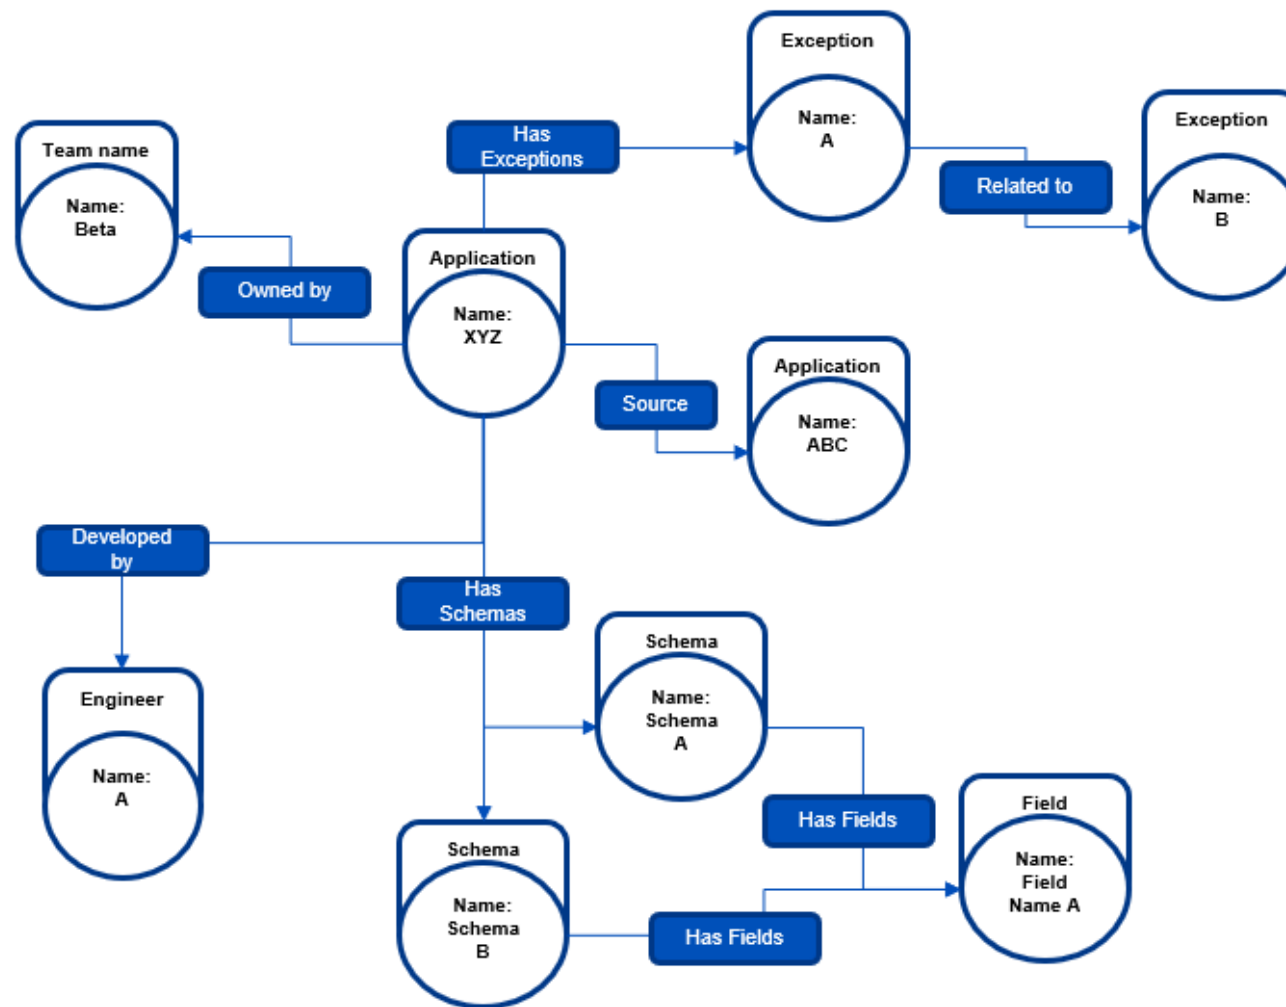 Exception
Name:
A
Has
Exceptions
Exception
Name:
B
Related to
Team name
Name:
Beta
Owned by
Application
Name:
XYZ
Source
Application
Name:
ABC
Developed
by
Has
Schemas
Engineer
Name:
A
Schema
Name:
Schema
A
Has Fields
Field
Name:
Field
Name A
Schema
Name:
Schema
B
Has Fields